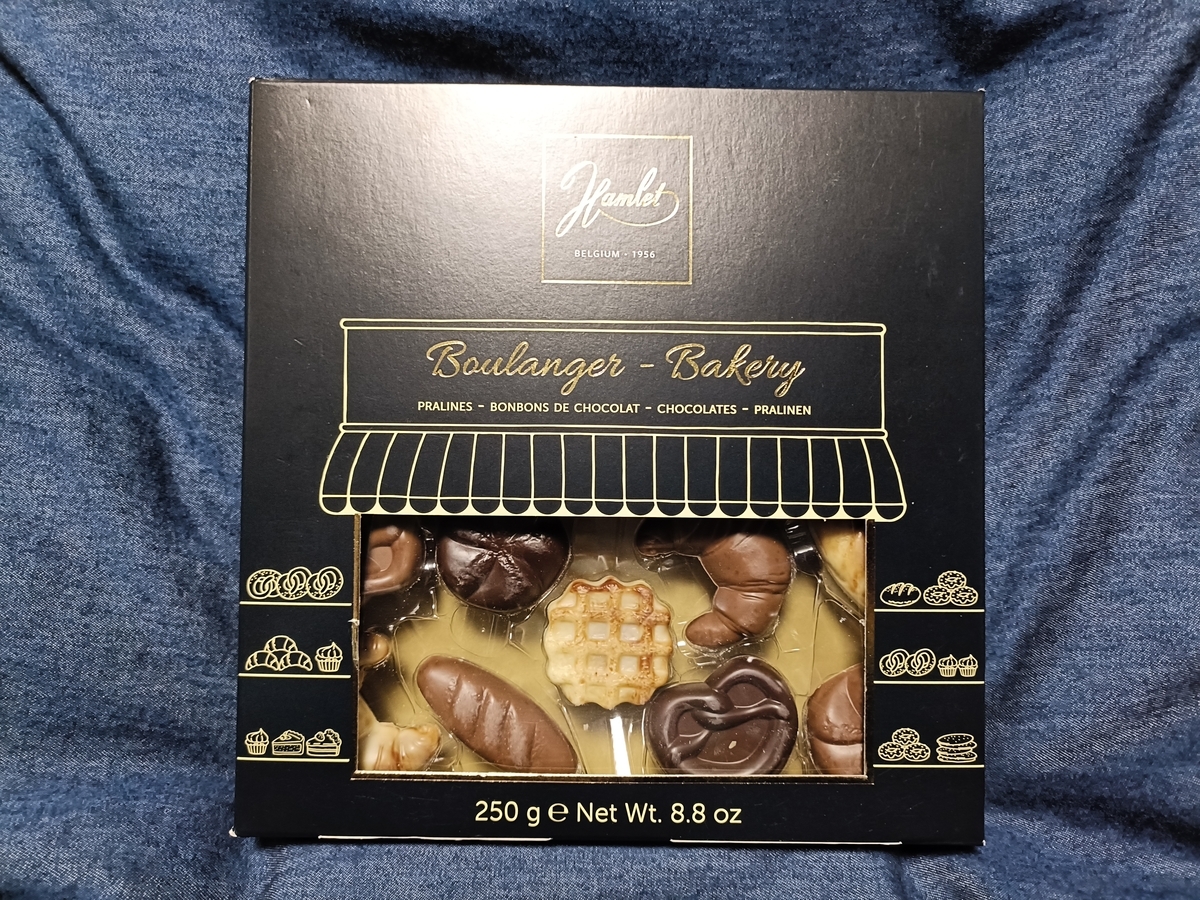 Hamlet
BELGIUM - 1956
Boulanger - Bakery
PRALINES - BONBONS DE CHOCOLAT - CHOCOLATES - PRALINEN
250 g ℮ Net Wt. 8.8 oz